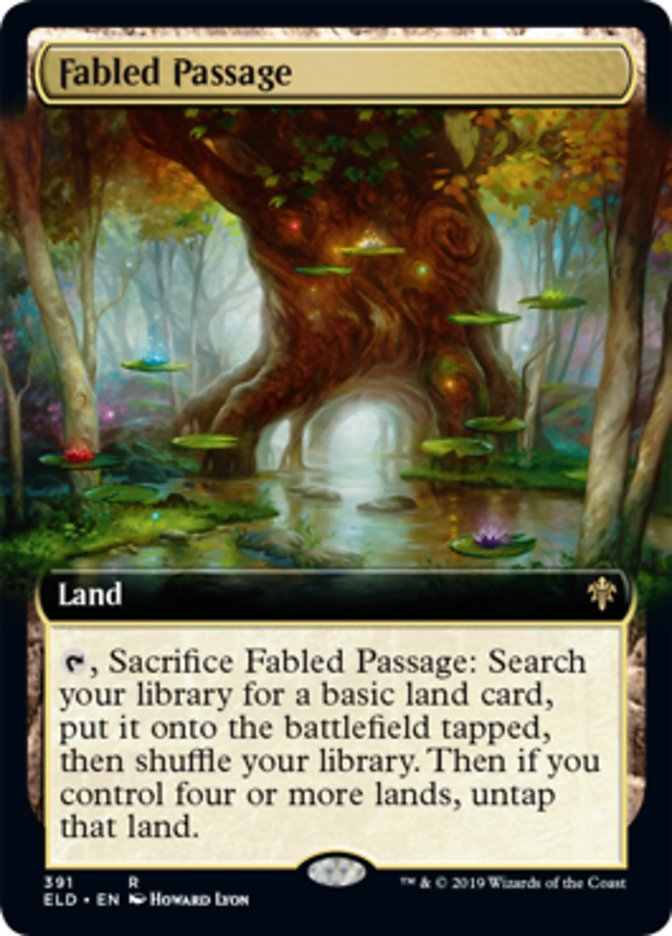 Fabled Passage
Land
, Sacrifice Fabled Passage: Search
your library for a basic land card,
put it onto the battlefield tapped,
then shuffle your library. Then if you
control four or more lands, untap
that land.
391 R
ELD • EN Howard Lyon
™ & © 2019 Wizards of the Coast